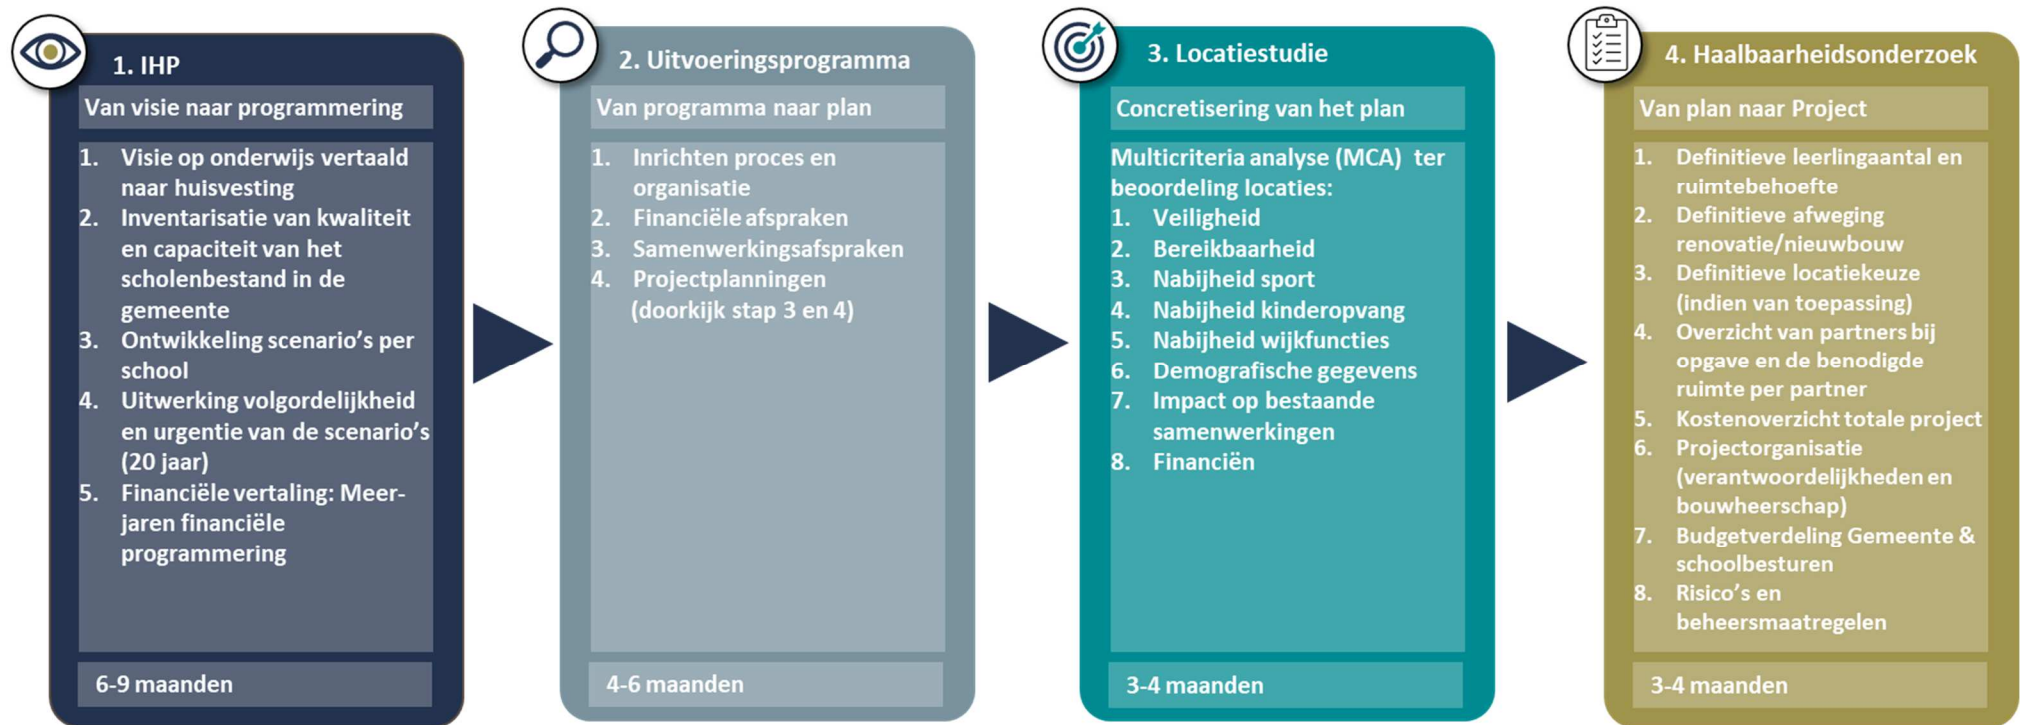 1. IHP
Van visie naar programmering
1. Visie op onderwijs vertaald
naar huisvesting
2. Inventarisatie van kwaliteit
en capaciteit van het
scholenbestand in de
gemeente
3. Ontwikkeling scenario's per
school
4. Uitwerking volgordelijkheid
en urgentie van de scenario's
(20 jaar)
5. Financiële vertaling: Meer-
jaren financiële
programmering
6-9 maanden
2. Uitvoeringsprogramma
Van programma naar plan
1. Inrichten proces en
organisatie
2. Financiële afspraken
3. Samenwerkingsafspraken
4. Projectplanningen
(doorkijk stap 3 en 4)
4-6 maanden
3. Locatiestudie
Concretisering van het plan
Multicriteria analyse (MCA) ter
beoordeling locaties:
1. Veiligheid
2. Bereikbaarheid
3. Nabijheid sport
4. Nabijheid kinderopvang
5. Nabijheid wijkfuncties
6. Demografische gegevens
7. Impact op bestaande
samenwerkingen
8. Financiën
3-4 maanden
4. Haalbaarheidsonderzoek
Van plan naar Project
1. Definitieve leerlingaantal en
ruimtebehoefte
2. Definitieve afweging
renovatie/nieuwbouw
3. Definitieve locatiekeuze
(indien van toepassing)
4. Overzicht van partners bij
opgave en de benodigde
ruimte per partner
5. Kostenoverzicht totale project
6. Projectorganisatie
(verantwoordelijkheden en
bouwheerschap)
7. Budgetverdeling Gemeente &
schoolbesturen
8. Risico's en
beheersmaatregelen
3-4 maanden